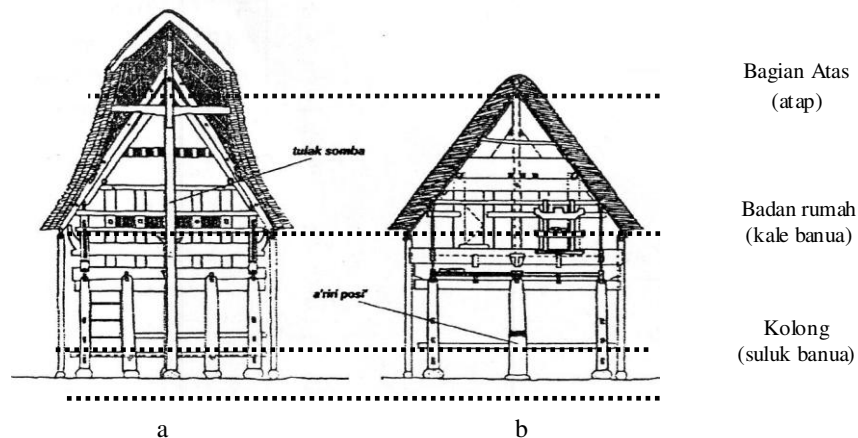 Bagian Atas
(atap)
tulak somba
Badan rumah
(kale banua)
a'riri posi'
Kolong
(suluk banua)
a
b